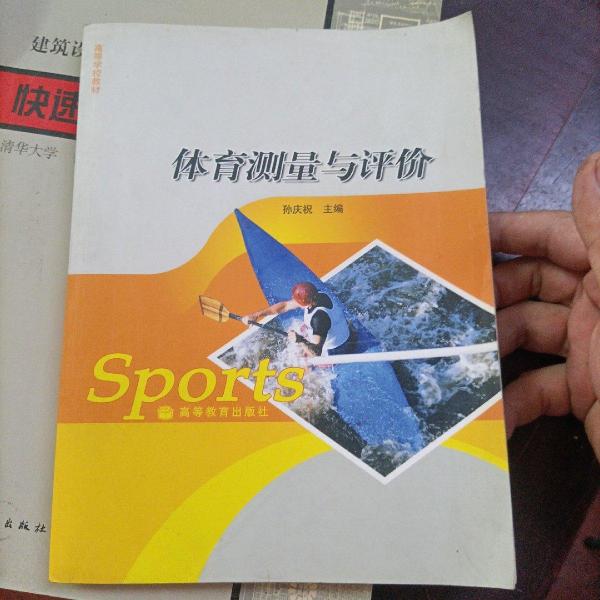 建筑设
快速
清华大学
出版社
高等学校教材
体育测量与评价
孙庆祝 主编
Sports
高等教育出版社